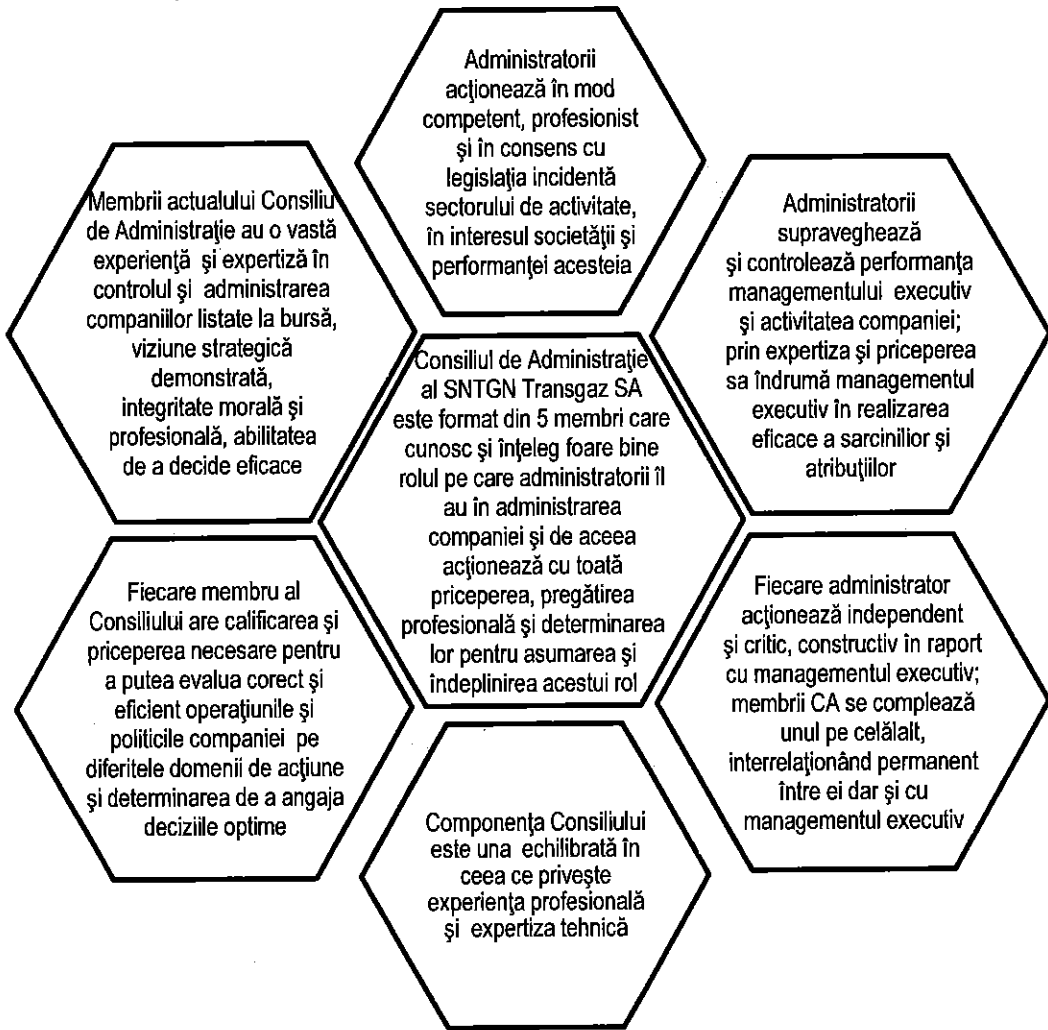 Administratorii
acţionează în mod
competent, profesionist
şi în consens cu
legislaţia incidentă
sectorului de activitate,
în interesul societăţii şi
performanţei acesteia
Membrii actualului Consiliu
de Administraţie au o vastă
experienţă şi expertiză în
controlul şi administrarea
companiilor listate la bursă,
viziune strategică
demonstrată,
integritate morală şi
profesională, abilitatea
de a decide eficace
Administratorii
supraveghează
şi controlează performanţa
managementului executiv
şi activitatea companiei;
prin expertiza şi priceperea
sa îndrumă managementul
executiv în realizarea
eficace a sarcinilior şi
atribuţiilor
Consiliul de Administraţie
al SNTGN Transgaz SA
este format din 5 membri care
cunosc şi înţeleg foare bine
rolul pe care administratorii îl
au în administrarea
companiei şi de aceea
acţionează cu toată
priceperea, pregătirea
profesională şi determinarea
lor pentru asumarea şi
îndeplinirea acestui rol
Fiecare membru al
Consiliului are calificarea şi
priceperea necesare pentru
a putea evalua corect şi
eficient operaţiunile şi
politicile companiei pe
diferitele domenii de acţiune
şi determinarea de a angaja
deciziile optime
Fiecare administrator
acţionează independent
şi critic, constructiv în raport
cu managementul executiv;
membrii CA se complează
unul pe celălalt,
interrelaţionând permanent
între ei dar şi cu
managementul executiv
Componenţa Consiliului
este una echilibrată în
ceea ce priveşte
experienţa profesională
şi expertiza tehnică